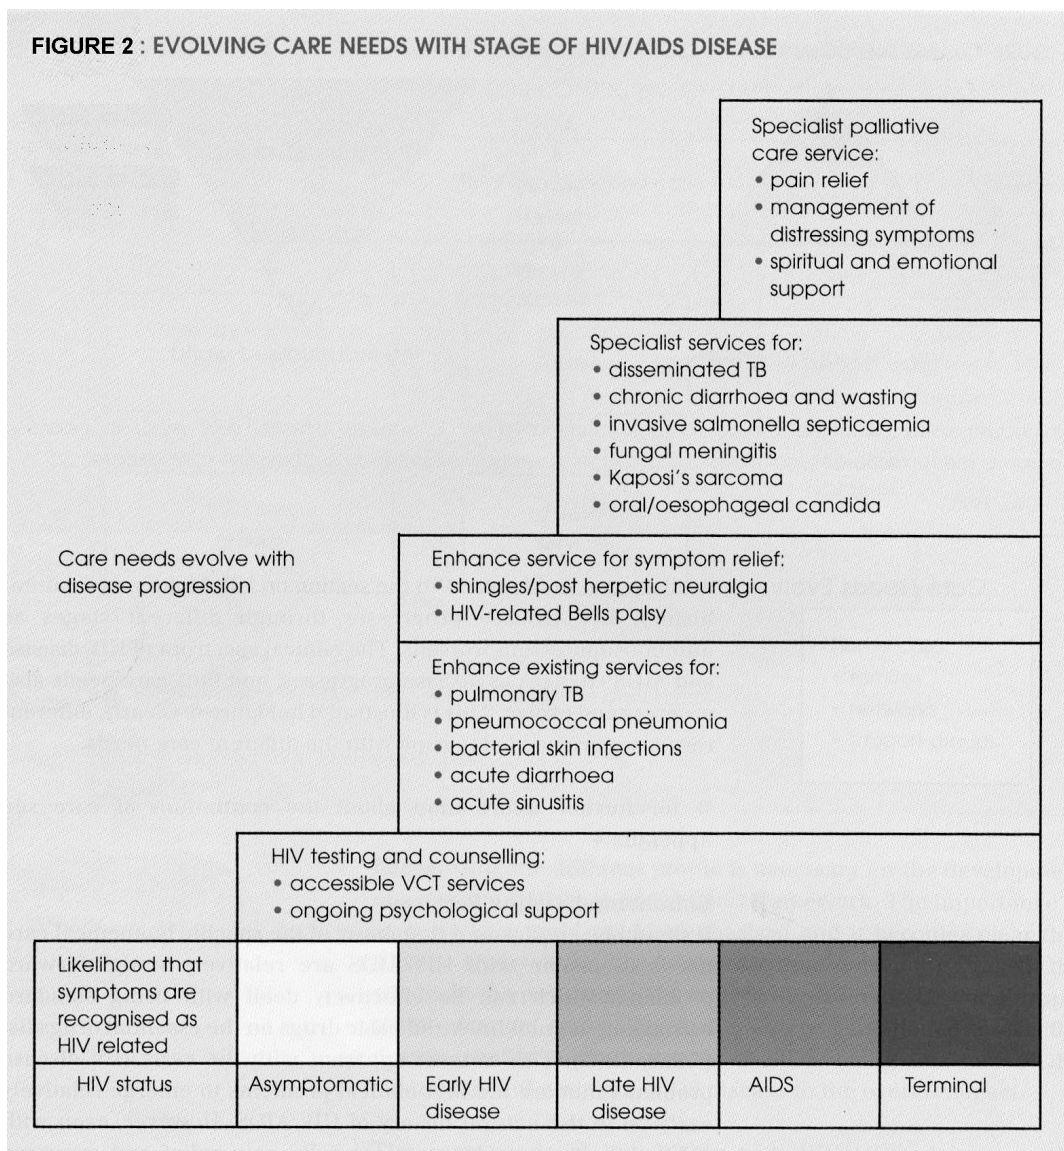 FIGURE 2 : EVOLVING CARE NEEDS WITH STAGE OF HIV/AIDS DISEASE
Specialist palliative
care service:
• pain relief
• management of
distressing symptoms
• spiritual and emotional
support
Specialist services for:
• disseminated TB
• chronic diarrhoea and wasting
• invasive salmonella septicaemia
• fungal meningitis
• Kaposi's sarcoma
• oral/oesophageal candida
Care needs evolve with
disease progression
Enhance service for symptom relief:
• shingles/post herpetic neuralgia
• HIV-related Bells palsy
Enhance existing services for:
• pulmonary TB
• pneumococcal pneumonia
• bacterial skin infections
• acute diarrhoea
• acute sinusitis
HIV testing and counselling:
• accessible VCT services
• ongoing psychological support
Likelihood that
symptoms are
recognised as
HIV related
HIV status
Asymptomatic
Early HIV
disease
Late HIV
disease
AIDS
Terminal